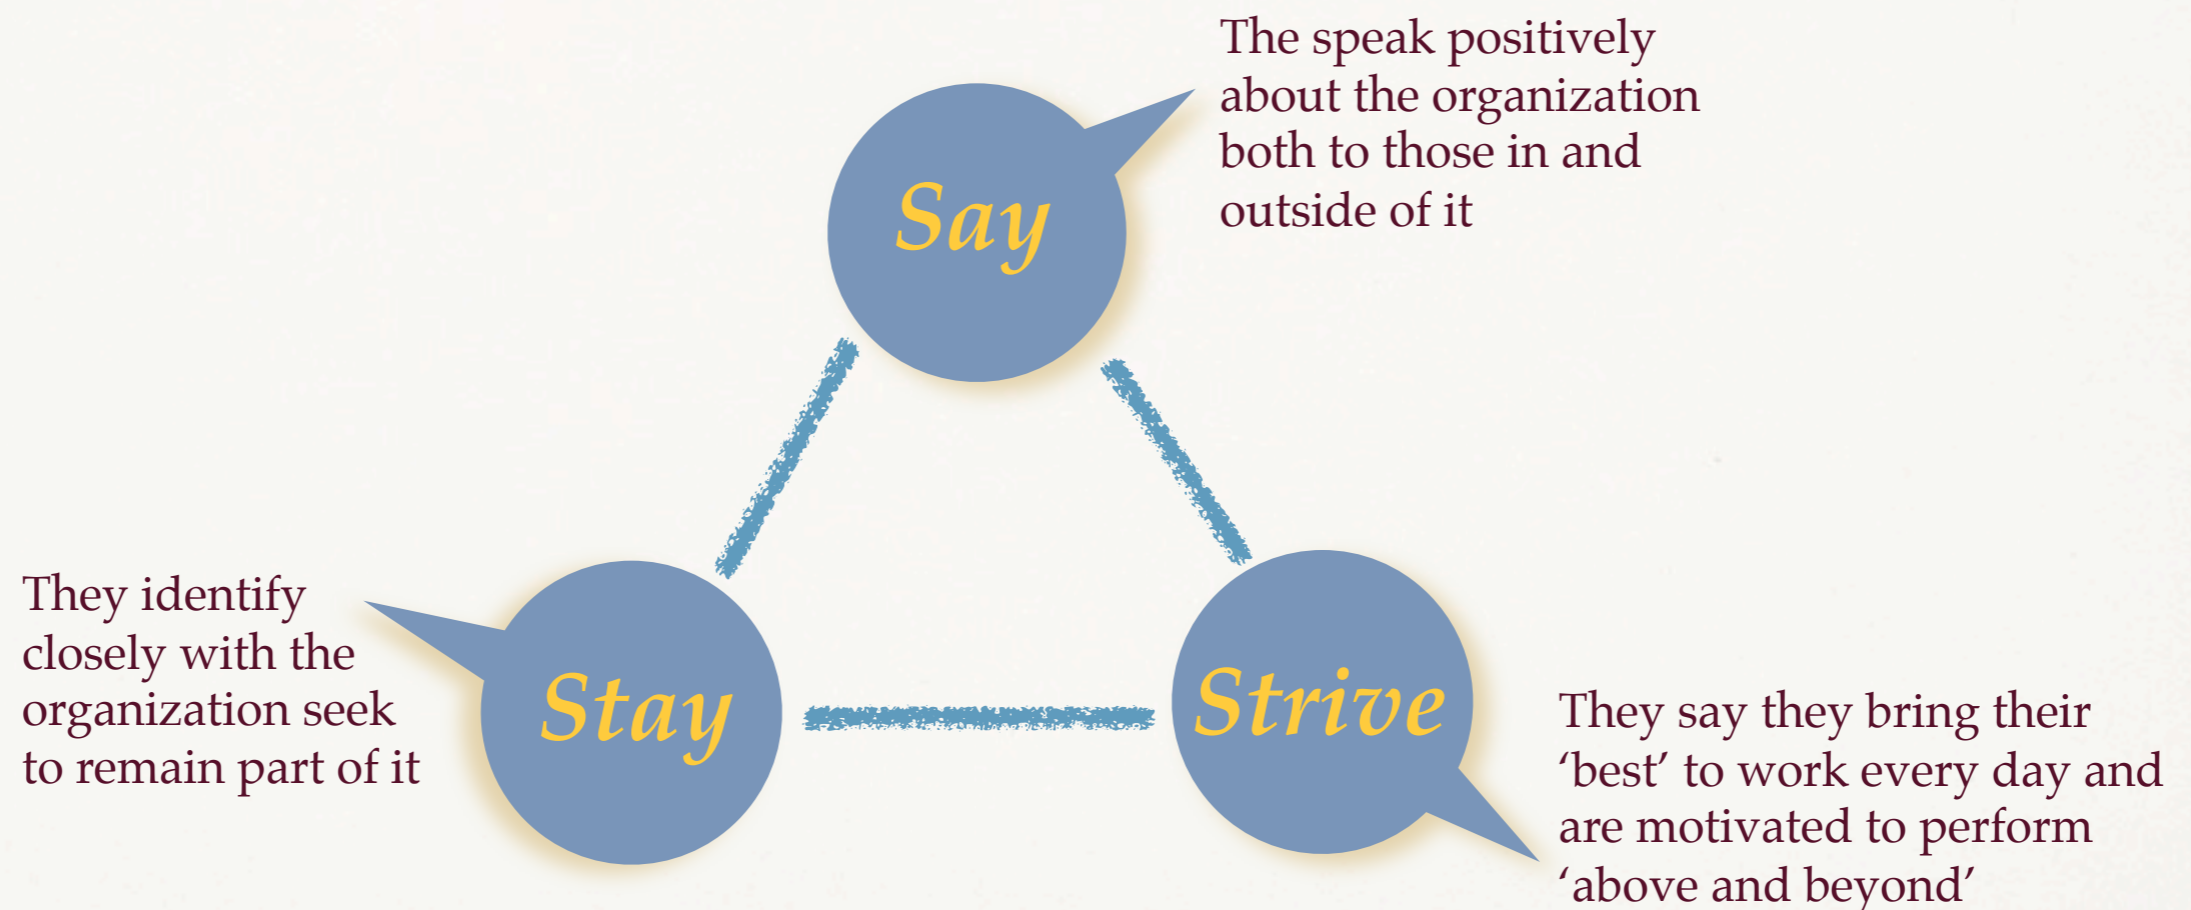 Say
The speak positively
about the organization
both to those in and
outside of it
They identify
closely with the
organization seek
to remain part of it
Stay
Strive
They say they bring their
‘best’ to work every day and
are motivated to perform
‘above and beyond’